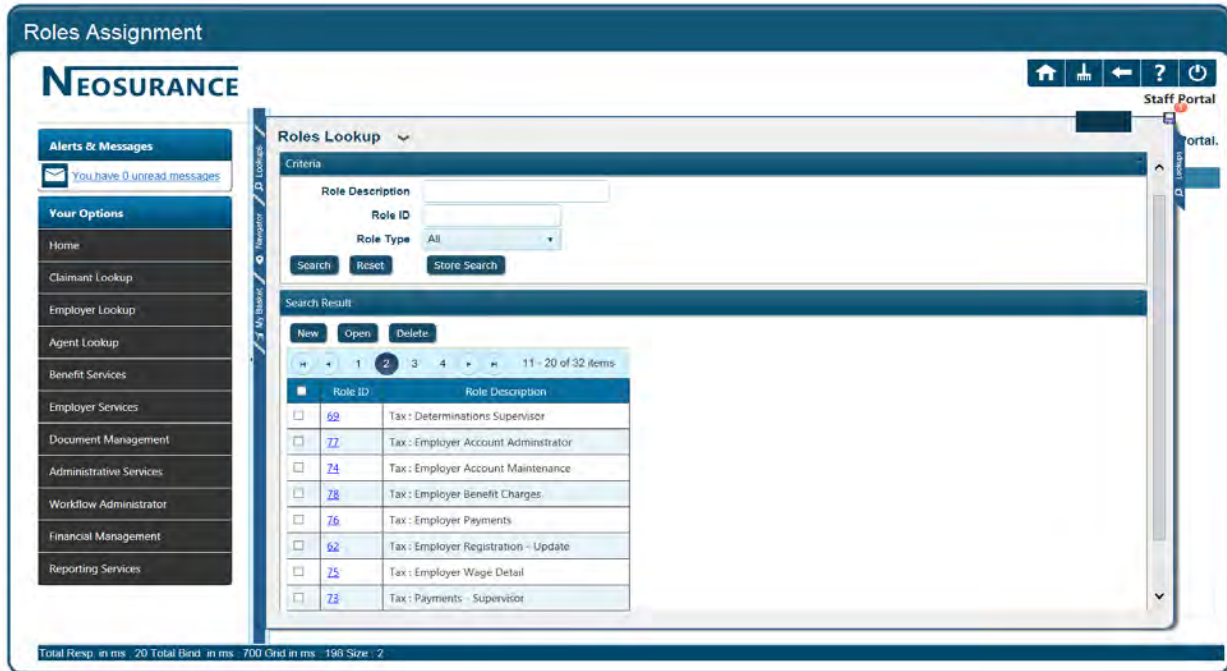 Roles Assignment
NEOSURANCE
Staff Portal
Portal.
Alerts & Messages
You have 0 unread messages
Your Options
Home
Claimant Lookup
Employer Lookup
Agent Lookup
Benefit Services
Employer Services
Document Management
Administrative Services
Workflow Administrator
Financial Management
Reporting Services
Lookups
Navigator
My Basket
Roles Lookup
Criteria
Role Description
Role ID
Role Type All
Search Reset Store Search
Search Result
New Open Delete
1 2 3 4 11 - 20 of 32 items
Role ID Role Description
69 Tax : Determinations Supervisor
77 Tax : Employer Account Adminstrator
74 Tax : Employer Account Maintenance
78 Tax : Employer Benefit Charges
76 Tax : Employer Payments
62 Tax : Employer Registration - Update
75 Tax : Employer Wage Detail
73 Tax : Payments - Supervisor
Total Resp. in ms : 20 Total Bind in ms : 700 Grid in ms : 198 Size : 2